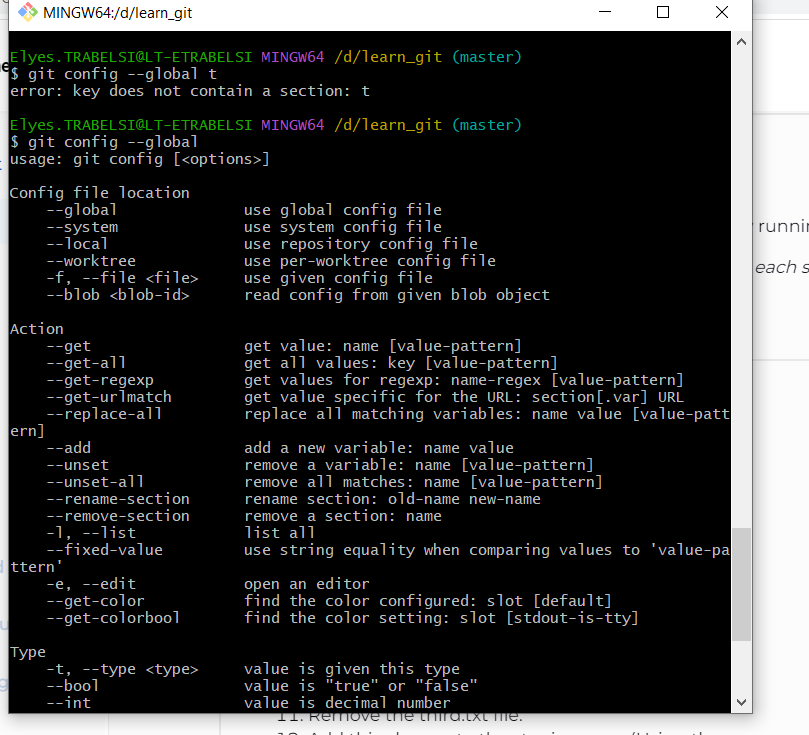 MINGW64:/d/learn_git
Elyes.TRABELSI@LT-ETRABELSI MINGW64 /d/learn_git (master)
$ git config --global t
error: key does not contain a section: t
Elyes.TRABELSI@LT-ETRABELSI MINGW64 /d/learn_git (master)
$ git config --global
usage: git config [<options>]
Config file location
--global use global config file
--system use system config file
--local use repository config file
--worktree use per-worktree config file
-f, --file <file> use given config file
--blob <blob-id> read config from given blob object
Action
--get get value: name [value-pattern]
--get-all get all values: key [value-pattern]
--get-regexp get values for regexp: name-regex [value-pattern]
--get-urlmatch get value specific for the URL: section[.var] URL
--replace-all replace all matching variables: name value [value-patt
ern]
--add add a new variable: name value
--unset remove a variable: name [value-pattern]
--unset-all remove all matches: name [value-pattern]
--rename-section rename section: old-name new-name
--remove-section remove a section: name
-l, --list list all
--fixed-value use string equality when comparing values to 'value-pa
ttern'
-e, --edit open an editor
--get-color find the color configured: slot [default]
--get-colorbool find the color setting: slot [stdout-is-tty]
Type
-t, --type <type> value is given this type
--bool value is "true" or "false"
--int value is decimal number
each s
11. Remove the third.txt file.